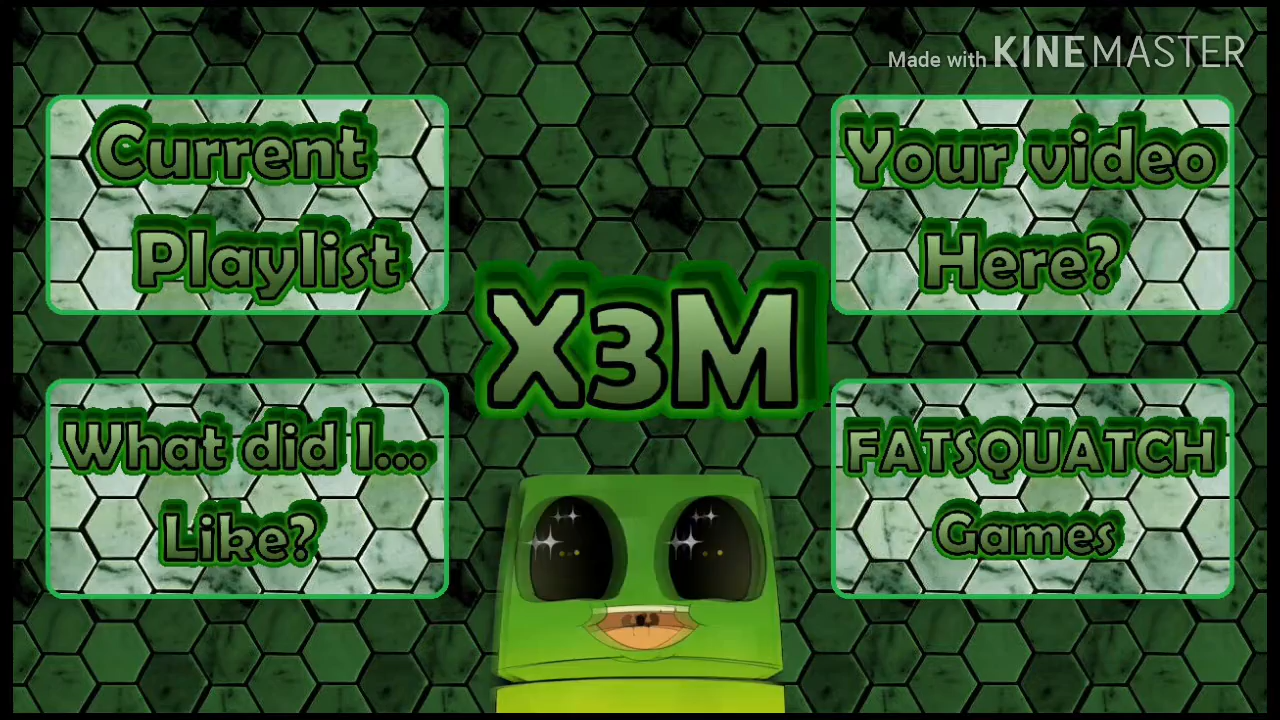 Made with KINEMASTER
Current
Playlist
Your video
Here?
X3M
What did I...
Like?
FATSQUATCH
Games